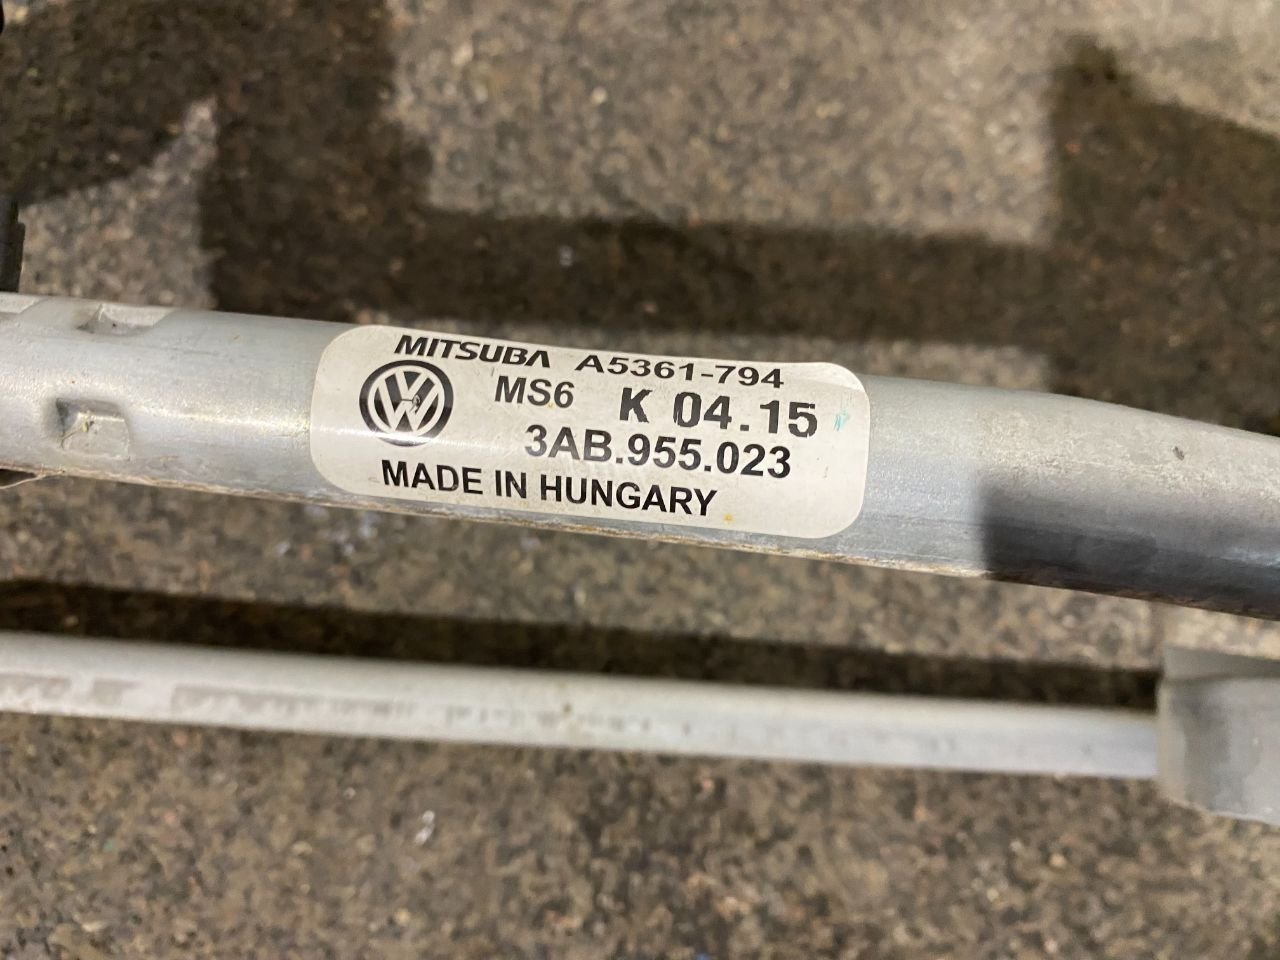 MITSUBA A5361-794
MS6 K 04.15
3AB.955.023
MADE IN HUNGARY